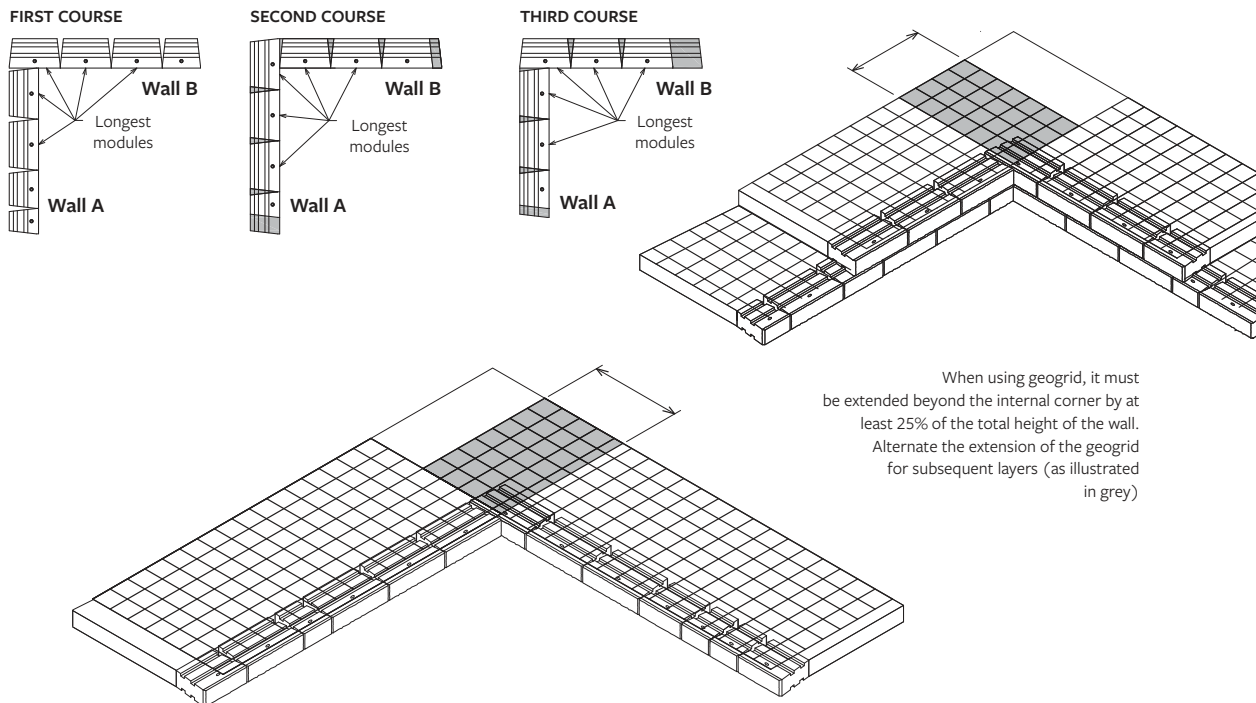 FIRST COURSE
Wall B
Longest
modules
Wall A
SECOND COURSE
Wall B
Longest
modules
Wall A
THIRD COURSE
Wall B
Longest
modules
Wall A
When using geogrid, it must
be extended beyond the internal corner by at
least 25% of the total height of the wall.
Alternate the extension of the geogrid
for subsequent layers (as illustrated
in grey)